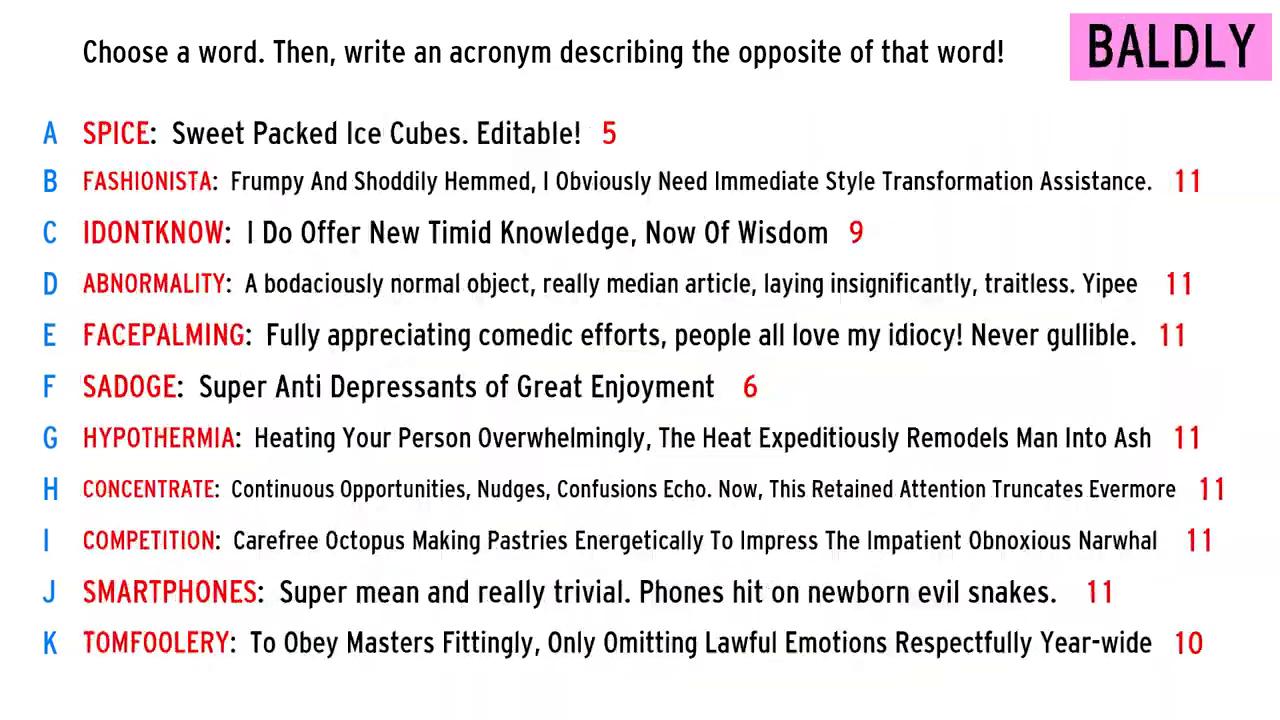 Choose a word. Then, write an acronym describing the opposite of that word!
BALDLY
A SPICE: Sweet Packed Ice Cubes. Editable! 5
B FASHIONISTA: Frumpy And Shoddily Hemmed, I Obviously Need Immediate Style Transformation Assistance. 11
C IDONTKNOW: I Do Offer New Timid Knowledge, Now Of Wisdom 9
D ABNORMALITY: A bodaciously normal object, really median article, laying insignificantly, traitless. Yipee 11
E FACEPALMING: Fully appreciating comedic efforts, people all love my idiocy! Never gullible. 11
F SADOGE: Super Anti Depressants of Great Enjoyment 6
G HYPOTHERMIA: Heating Your Person Overwhelmingly, The Heat Expeditiously Remodels Man Into Ash 11
H CONCENTRATE: Continuous Opportunities, Nudges, Confusions Echo. Now, This Retained Attention Truncates Evermore 11
I COMPETITION: Carefree Octopus Making Pastries Energetically To Impress The Impatient Obnoxious Narwhal 11
J SMARTPHONES: Super mean and really trivial. Phones hit on newborn evil snakes. 11
K TOMFOOLERY: To Obey Masters Fittingly, Only Omitting Lawful Emotions Respectfully Year-wide 10